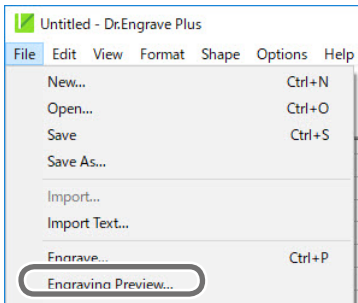 Untitled - Dr.Engrave Plus
File Edit View Format Shape Options Help
New... Ctrl+N
Open... Ctrl+O
Save Ctrl+S
Save As...
Import...
Import Text...
Engrave... Ctrl+P
Engraving Preview...